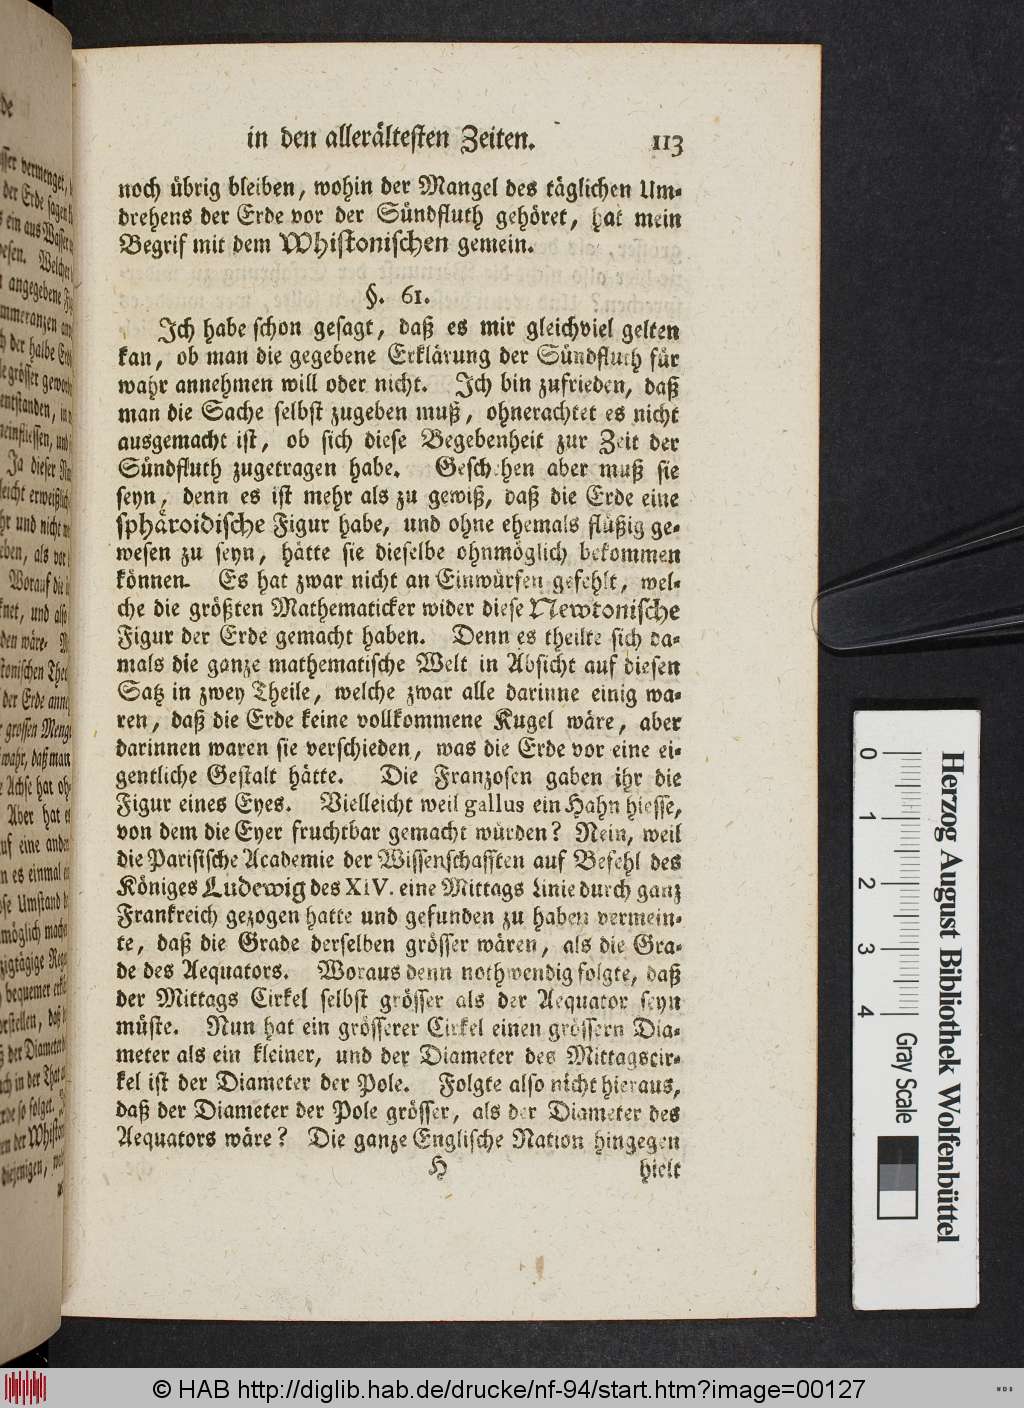 in den allerältesten Zeiten. 113
noch übrig bleiben, wohin der Mangel des täglichen Um-
drehens der Erde vor der Sündfluth gehöret, hat mein
Begrif mit dem Whistonischen gemein.
§. 61.
Ich habe schon gesagt, daß es mir gleichviel gelten
kan, ob man die gegebene Erklärung der Sündfluth für
wahr annehmen will oder nicht. Ich bin zufrieden, daß
man die Sache selbst zugeben muß, ohnerachtet es nicht
ausgemacht ist, ob sich diese Begebenheit zur Zeit der
Sündfluth zugetragen habe. Geschehen aber muß sie
seyn, denn es ist mehr als zu gewiß, daß die Erde eine
sphäroidische Figur habe, und ohne ehemals flüßig ge-
wesen zu seyn, hätte sie dieselbe ohnmöglich bekommen
können. Es hat zwar nicht an Einwürfen gefehlt, wel-
che die größten Mathematicker wider diese Newtonische
Figur der Erde gemacht haben. Denn es theilte sich da-
mals die ganze mathematische Welt in Absicht auf diesen
Satz in zwey Theile, welche zwar alle darinne einig wa-
ren, daß die Erde keine vollkommene Kugel wäre, aber
darinnen waren sie verschieden, was die Erde vor eine ei-
gentliche Gestalt hätte. Die Franzosen gaben ihr die
Figur eines Eyes. Vielleicht weil gallus ein Hahn hiesse,
von dem die Eyer fruchtbar gemacht würden? Nein, weil
die Parisische Academie der Wissenschafften auf Befehl des
Königes Ludewig des XIV. eine Mittags Linie durch ganz
Frankreich gezogen hatte und gefunden zu haben vermein-
te, daß die Grade derselben grösser wären, als die Gra-
de des Aequators. Woraus denn nothwendig folgte, daß
der Mittags Cirkel selbst grösser als der Aequator seyn
müste. Nun hat ein grösserer Cirkel einen grössern Dia-
meter als ein kleiner, und der Diameter des Mittagscir-
kel ist der Diameter der Pole. Folgte also nicht hieraus,
daß der Diameter der Pole grösser, als der Diameter des
Aequators wäre? Die ganze Englische Nation hingegen
H hielt
Herzog August Bibliothek Wolfenbüttel
0 1 2 3 4 Gray Scale
© HAB http://diglib.hab.de/drucke/nf-94/start.htm?image=00127